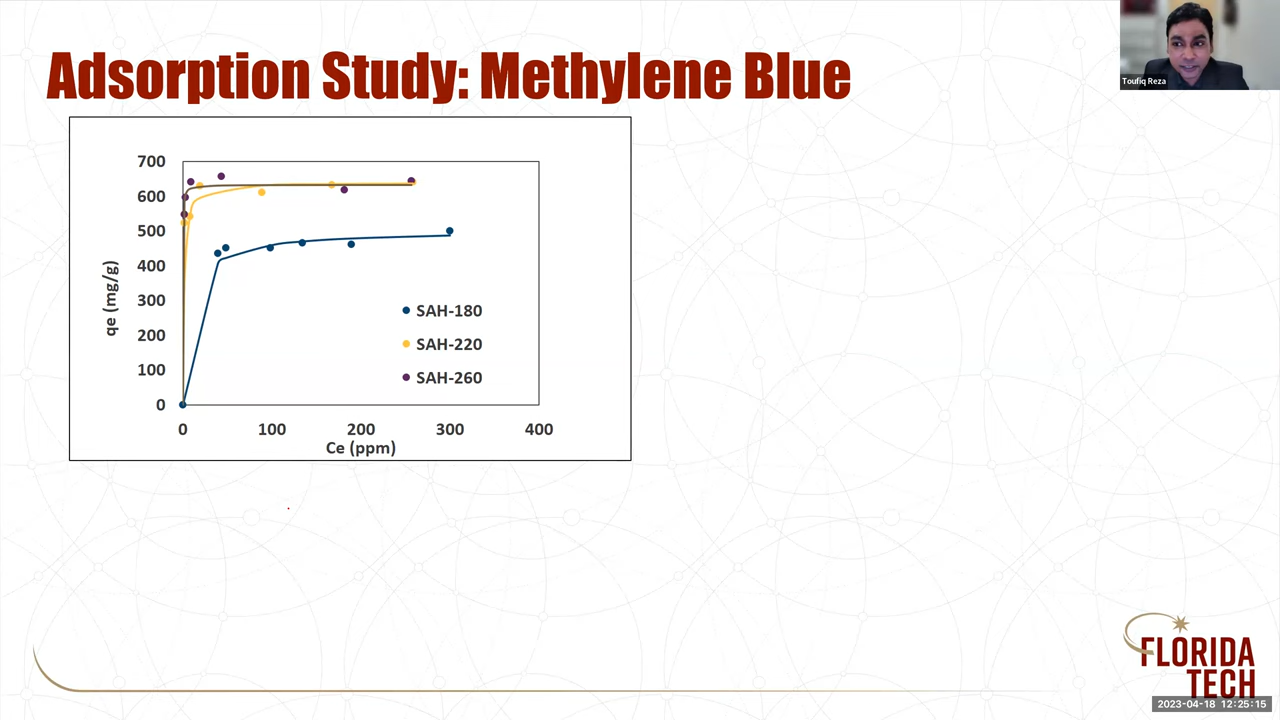 Adsorption Study: Methylene Blue
Toufiq Reza
700
600
500
400
300
200
100
0
qe (mg/g)
SAH-180
SAH-220
SAH-260
0 100 200 300 400
Ce (ppm)
FLORIDA
TECH
2023-04-18 12:25:15